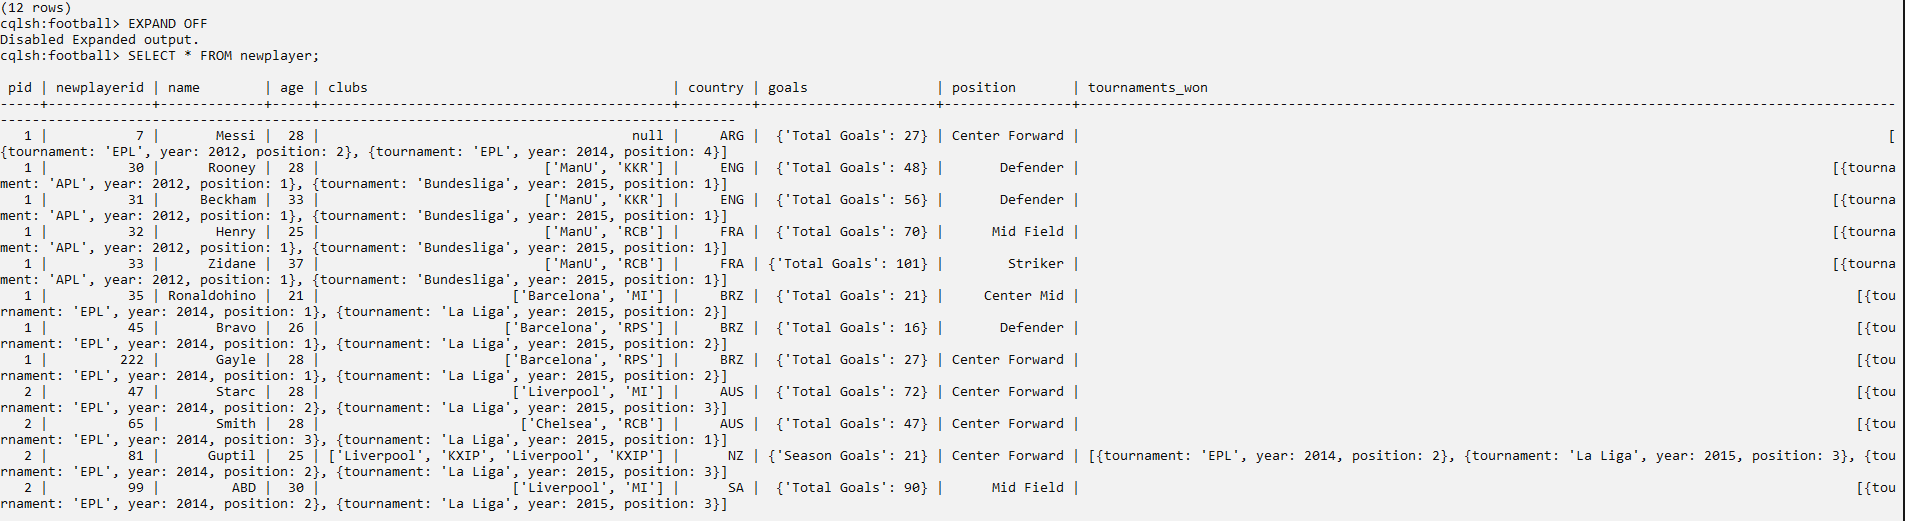 (12 rows)
cqlsh:football> EXPAND OFF
Disabled Expanded output.
cqlsh:football> SELECT * FROM newplayer;
 pid | newplayerid | name        | age | clubs                                      | country | goals                | position       | tournaments_won
-----+-------------+-------------+-----+--------------------------------------------+---------+----------------------+----------------+------------------------------------------------------------------------------------------------------
--------------------------------------------------------------------------------------------
   1 |           7 |       Messi |  28 |                                       null |     ARG |  {'Total Goals': 27} | Center Forward |                                                                                                     [
{tournament: 'EPL', year: 2012, position: 2}, {tournament: 'EPL', year: 2014, position: 4}]
   1 |          30 |      Rooney |  28 |                            ['ManU', 'KKR'] |     ENG |  {'Total Goals': 48} |       Defender |                                                                                              [{tourna
ment: 'APL', year: 2012, position: 1}, {tournament: 'Bundesliga', year: 2015, position: 1}]
   1 |          31 |     Beckham |  33 |                            ['ManU', 'KKR'] |     ENG |  {'Total Goals': 56} |       Defender |                                                                                              [{tourna
ment: 'APL', year: 2012, position: 1}, {tournament: 'Bundesliga', year: 2015, position: 1}]
   1 |          32 |       Henry |  25 |                            ['ManU', 'RCB'] |     FRA |  {'Total Goals': 70} |      Mid Field |                                                                                              [{tourna
ment: 'APL', year: 2012, position: 1}, {tournament: 'Bundesliga', year: 2015, position: 1}]
   1 |          33 |      Zidane |  37 |                            ['ManU', 'RCB'] |     FRA | {'Total Goals': 101} |        Striker |                                                                                              [{tourna
ment: 'APL', year: 2012, position: 1}, {tournament: 'Bundesliga', year: 2015, position: 1}]
   1 |          35 | Ronaldohino |  21 |                        ['Barcelona', 'MI'] |     BRZ |  {'Total Goals': 21} |     Center Mid |                                                                                                 [{tou
rnament: 'EPL', year: 2014, position: 1}, {tournament: 'La Liga', year: 2015, position: 2}]
   1 |          45 |       Bravo |  26 |                       ['Barcelona', 'RPS'] |     BRZ |  {'Total Goals': 16} |       Defender |                                                                                                 [{tou
rnament: 'EPL', year: 2014, position: 1}, {tournament: 'La Liga', year: 2015, position: 2}]
   1 |         222 |       Gayle |  28 |                       ['Barcelona', 'RPS'] |     BRZ |  {'Total Goals': 27} | Center Forward |                                                                                                 [{tou
rnament: 'EPL', year: 2014, position: 1}, {tournament: 'La Liga', year: 2015, position: 2}]
   2 |          47 |       Starc |  28 |                        ['Liverpool', 'MI'] |     AUS |  {'Total Goals': 72} | Center Forward |                                                                                                 [{tou
rnament: 'EPL', year: 2014, position: 2}, {tournament: 'La Liga', year: 2015, position: 3}]
   2 |          65 |       Smith |  28 |                         ['Chelsea', 'RCB'] |     AUS |  {'Total Goals': 47} | Center Forward |                                                                                                 [{tou
rnament: 'EPL', year: 2014, position: 3}, {tournament: 'La Liga', year: 2015, position: 1}]
   2 |          81 |      Guptil |  25 | ['Liverpool', 'KXIP', 'Liverpool', 'KXIP'] |      NZ | {'Season Goals': 21} | Center Forward | [{tournament: 'EPL', year: 2014, position: 2}, {tournament: 'La Liga', year: 2015, position: 3}, {tou
rnament: 'EPL', year: 2014, position: 2}, {tournament: 'La Liga', year: 2015, position: 3}]
   2 |          99 |         ABD |  30 |                        ['Liverpool', 'MI'] |      SA |  {'Total Goals': 90} |      Mid Field |                                                                                                 [{tou
rnament: 'EPL', year: 2014, position: 2}, {tournament: 'La Liga', year: 2015, position: 3}]